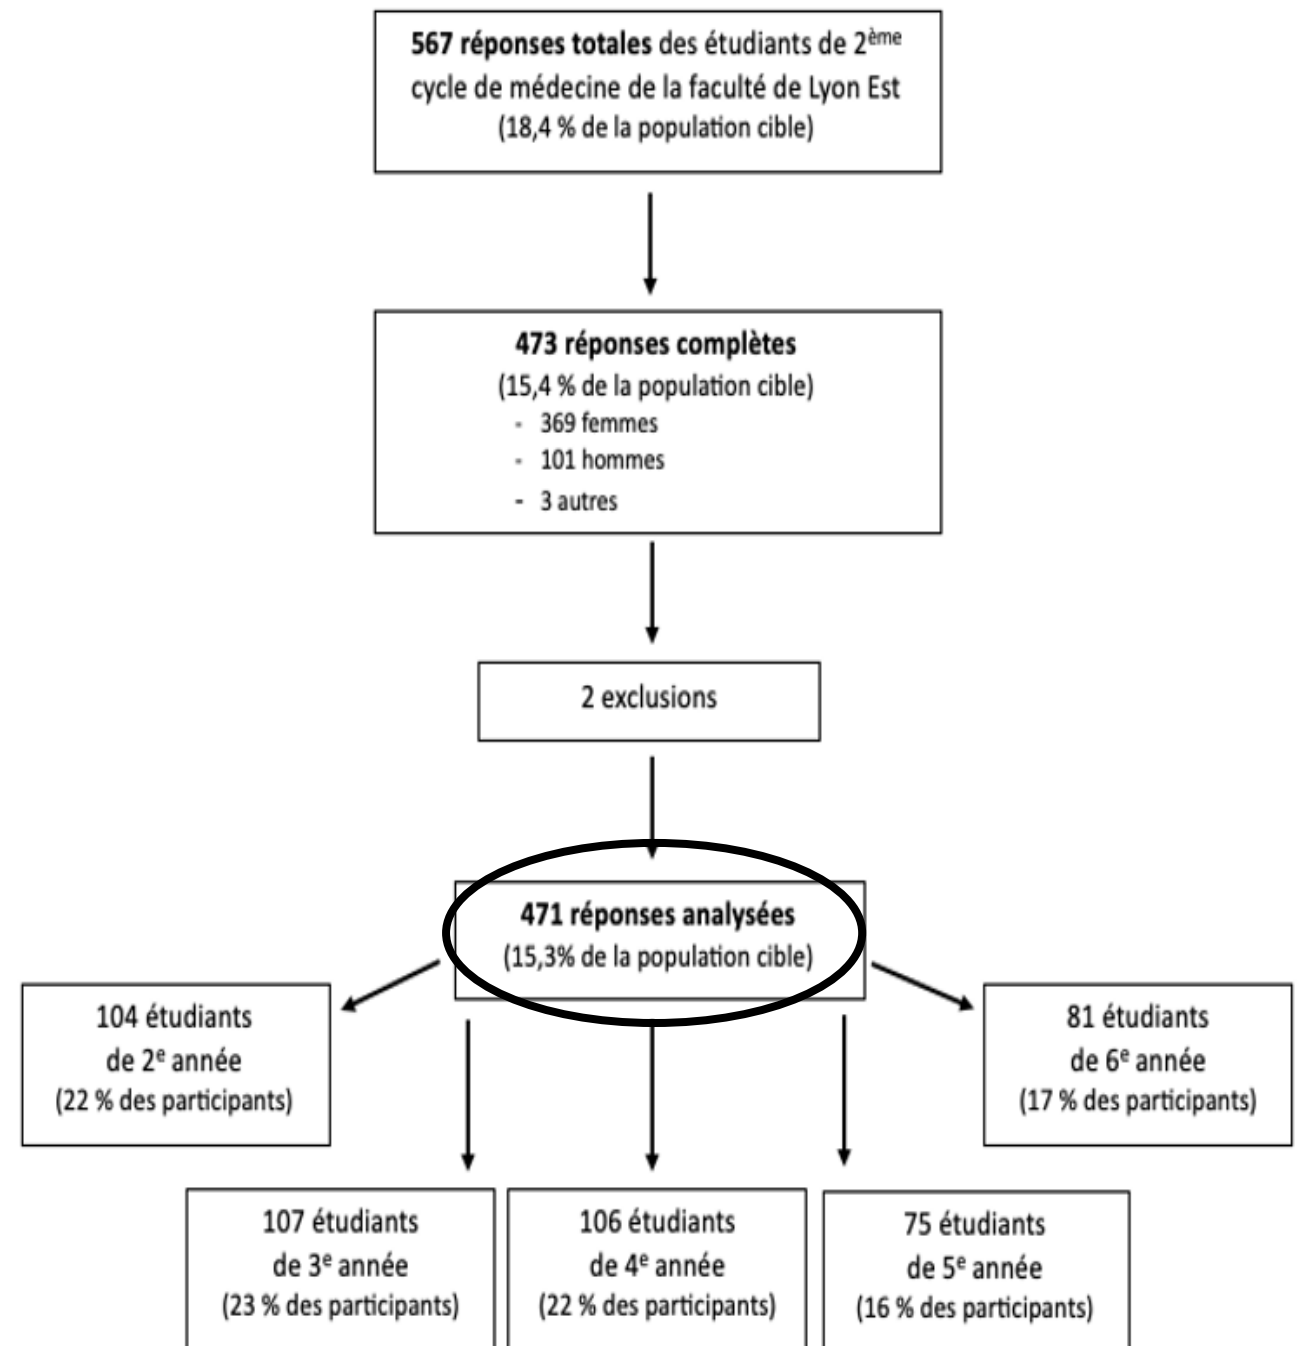 567 réponses totales des étudiants de 2ème
cycle de médecine de la faculté de Lyon Est
(18,4 % de la population cible)
473 réponses complètes
(15,4 % de la population cible)
- 369 femmes
- 101 hommes
- 3 autres
2 exclusions
471 réponses analysées
(15,3% de la population cible)
104 étudiants
de 2e année
(22 % des participants)
81 étudiants
de 6e année
(17 % des participants)
107 étudiants
de 3e année
(23 % des participants)
106 étudiants
de 4e année
(22 % des participants)
75 étudiants
de 5e année
(16 % des participants)